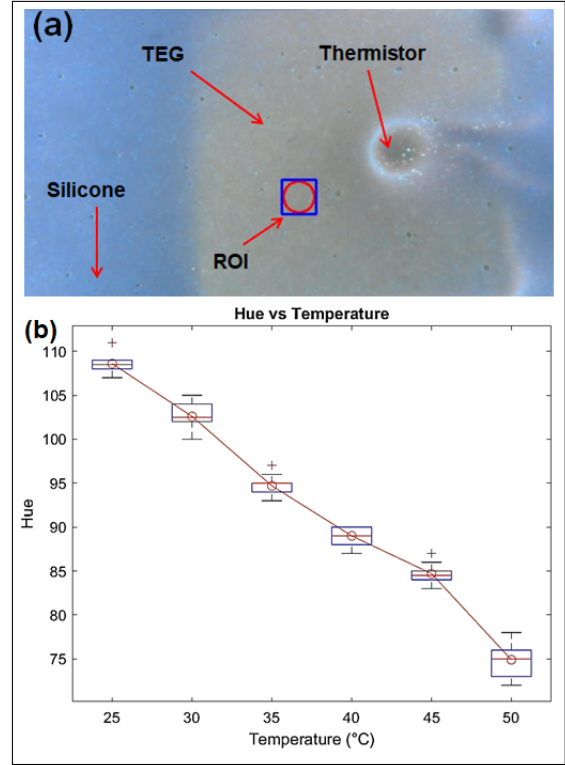 (a)
TEG
Thermistor
Silicone
ROI
(b)
Hue vs Temperature
110
105
100
95
90
85
80
75
Hue
25 30 35 40 45 50
Temperature (°C)